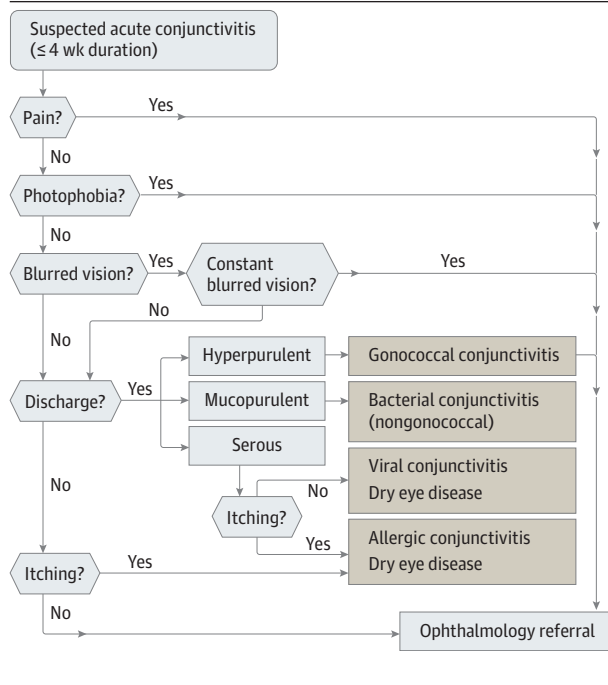 Suspected acute conjunctivitis
(≤ 4 wk duration)
Pain?
Yes
No
Photophobia?
Yes
No
Blurred vision?
Yes
Constant
blurred vision?
Yes
No
No
Discharge?
Yes
Hyperpurulent
Gonococcal conjunctivitis
Mucopurulent
Bacterial conjunctivitis
(nongonococcal)
Serous
Itching?
No
Viral conjunctivitis
Dry eye disease
Yes
Allergic conjunctivitis
Dry eye disease
No
Itching?
Yes
No
Ophthalmology referral